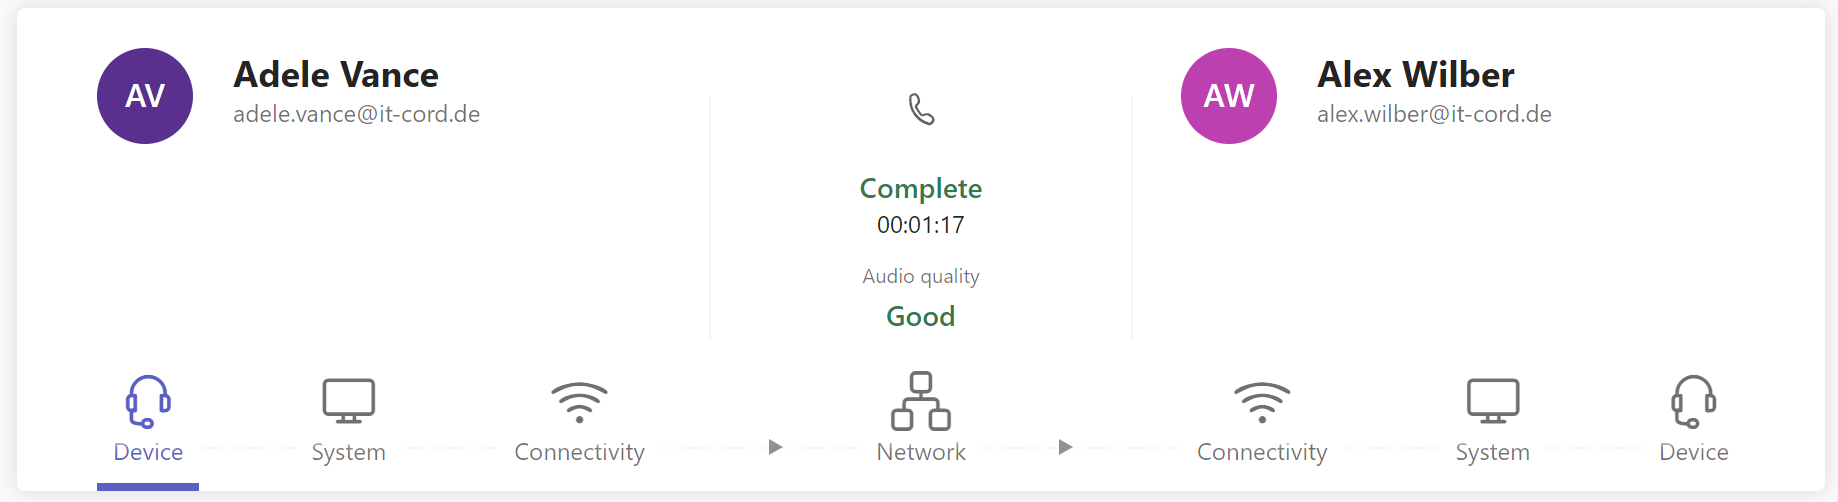 AV
Adele Vance
adele.vance@it-cord.de
Complete
00:01:17
Audio quality
Good
AW
Alex Wilber
alex.wilber@it-cord.de
Device
System
Connectivity
Network
Connectivity
System
Device